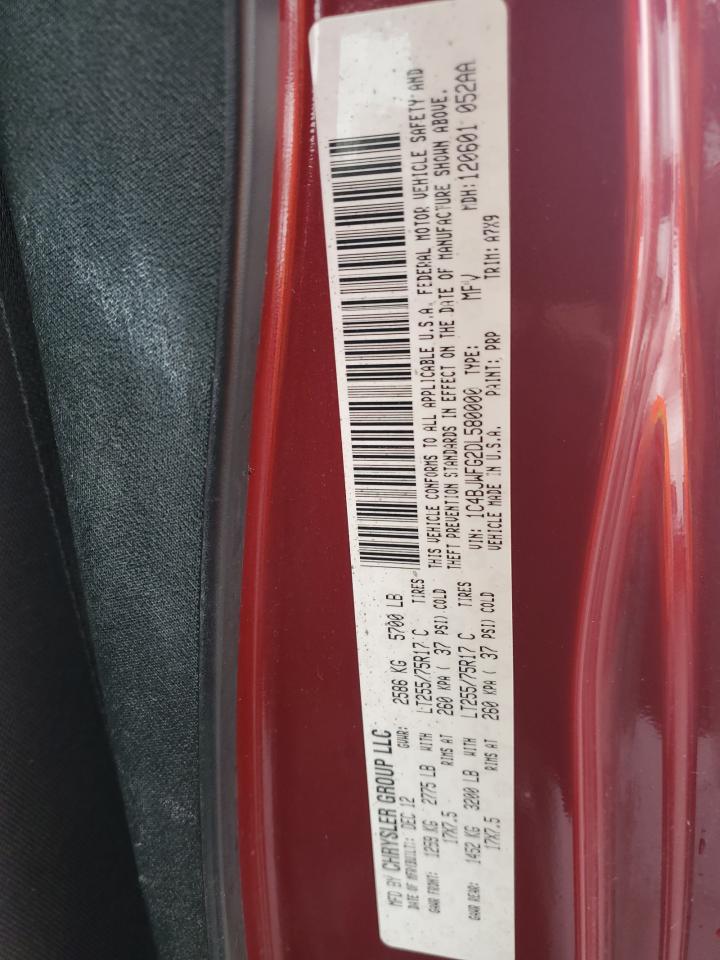 MFD BY CHRYSLER GROUP LLC
DATE OF MFR(BUILT): DEC 12 GVWR: 2586 KG 5700 LB
GAWR FRONT: 1259 KG 2775 LB WITH LT255/75R17 C TIRES
17X7.5 RIMS AT 260 KPA ( 37 PSI) COLD
GAWR REAR: 1452 KG 3200 LB WITH LT255/75R17 C TIRES
17X7.5 RIMS AT 260 KPA ( 37 PSI) COLD
THIS VEHICLE CONFORMS TO ALL APPLICABLE U.S.A. FEDERAL MOTOR VEHICLE SAFETY AND
THEFT PREVENTION STANDARDS IN EFFECT ON THE DATE OF MANUFACTURE SHOWN ABOVE.
VIN: 1C4BJWFG2DL580000 TYPE: MPV MDH: 120601 052AA
VEHICLE MADE IN U.S.A. PAINT: PRP TRIM: A7X9